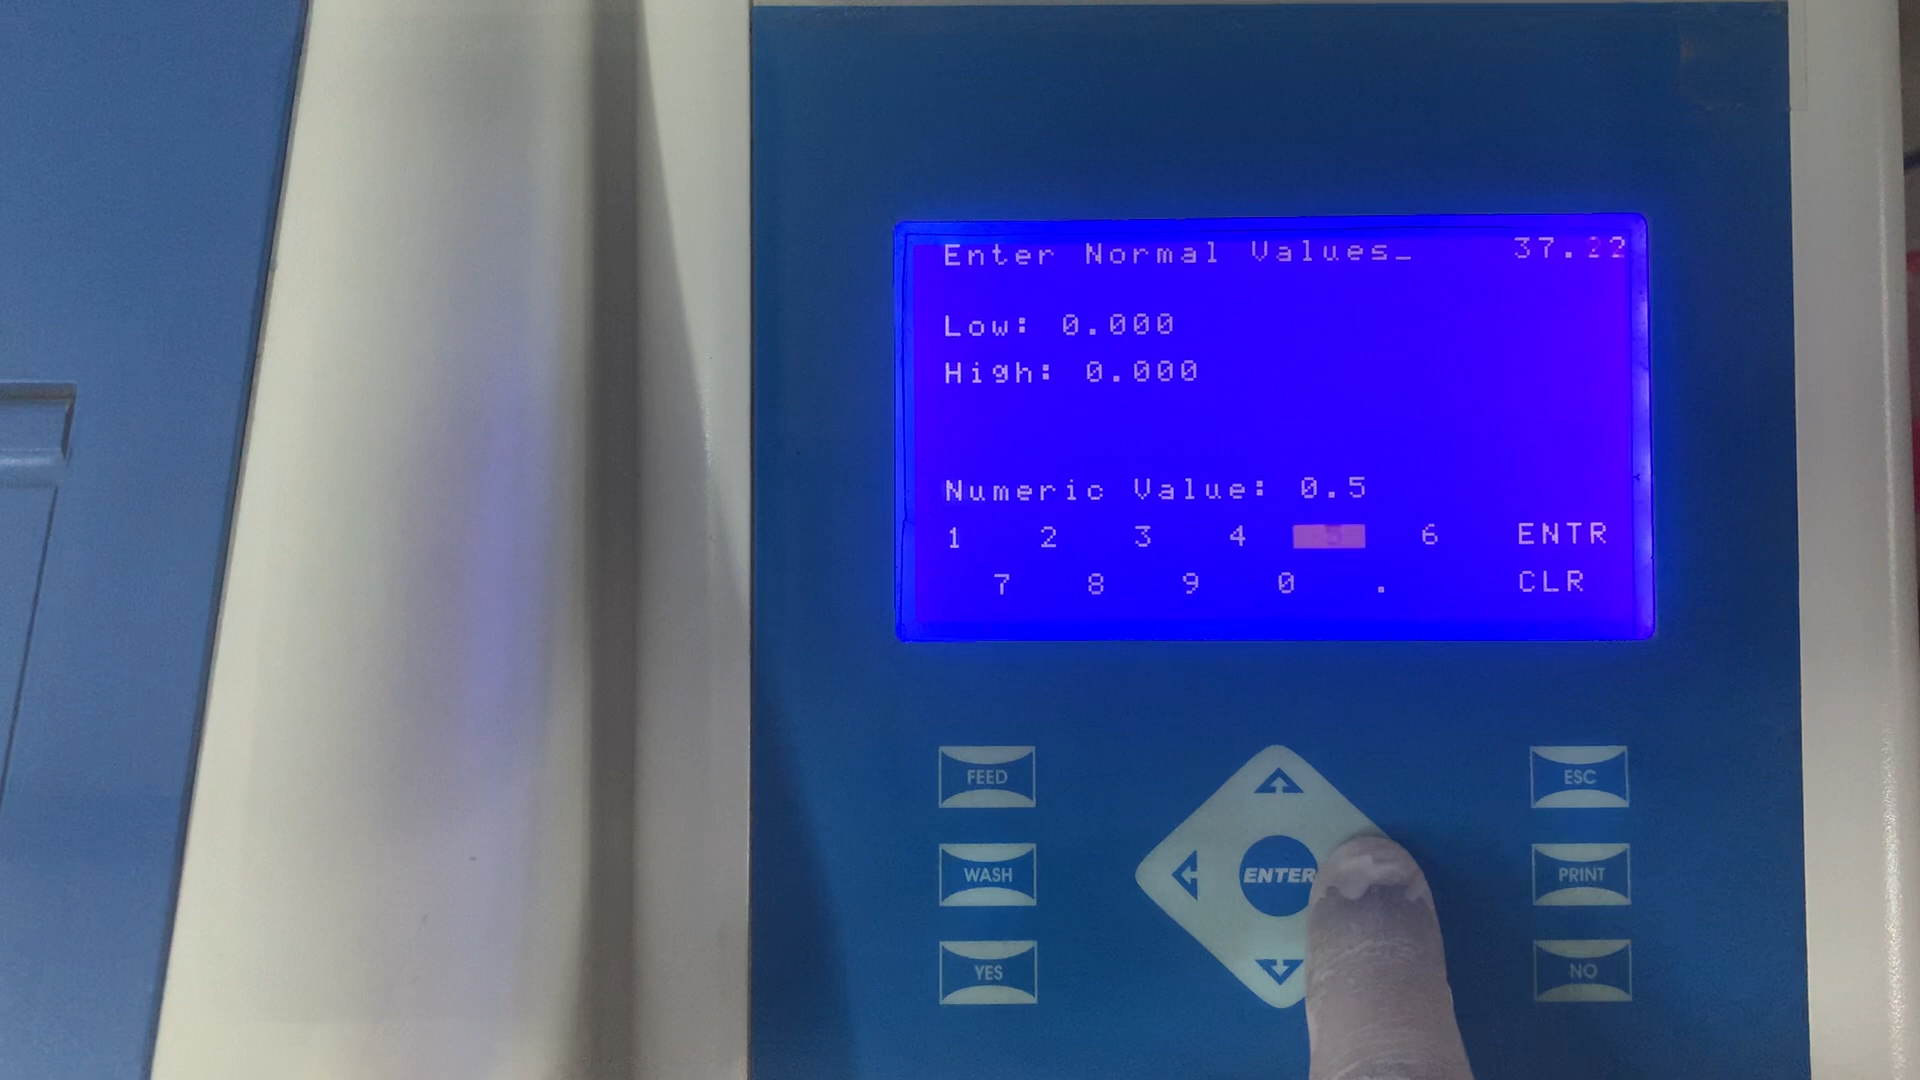 Enter Normal Values_ 37.22
Low: 0.000
High: 0.000
Numeric Value: 0.5
1 2 3 4 5 6 ENTR
7 8 9 0 . CLR
FEED
ESC
WASH
ENTER
PRINT
YES
NO